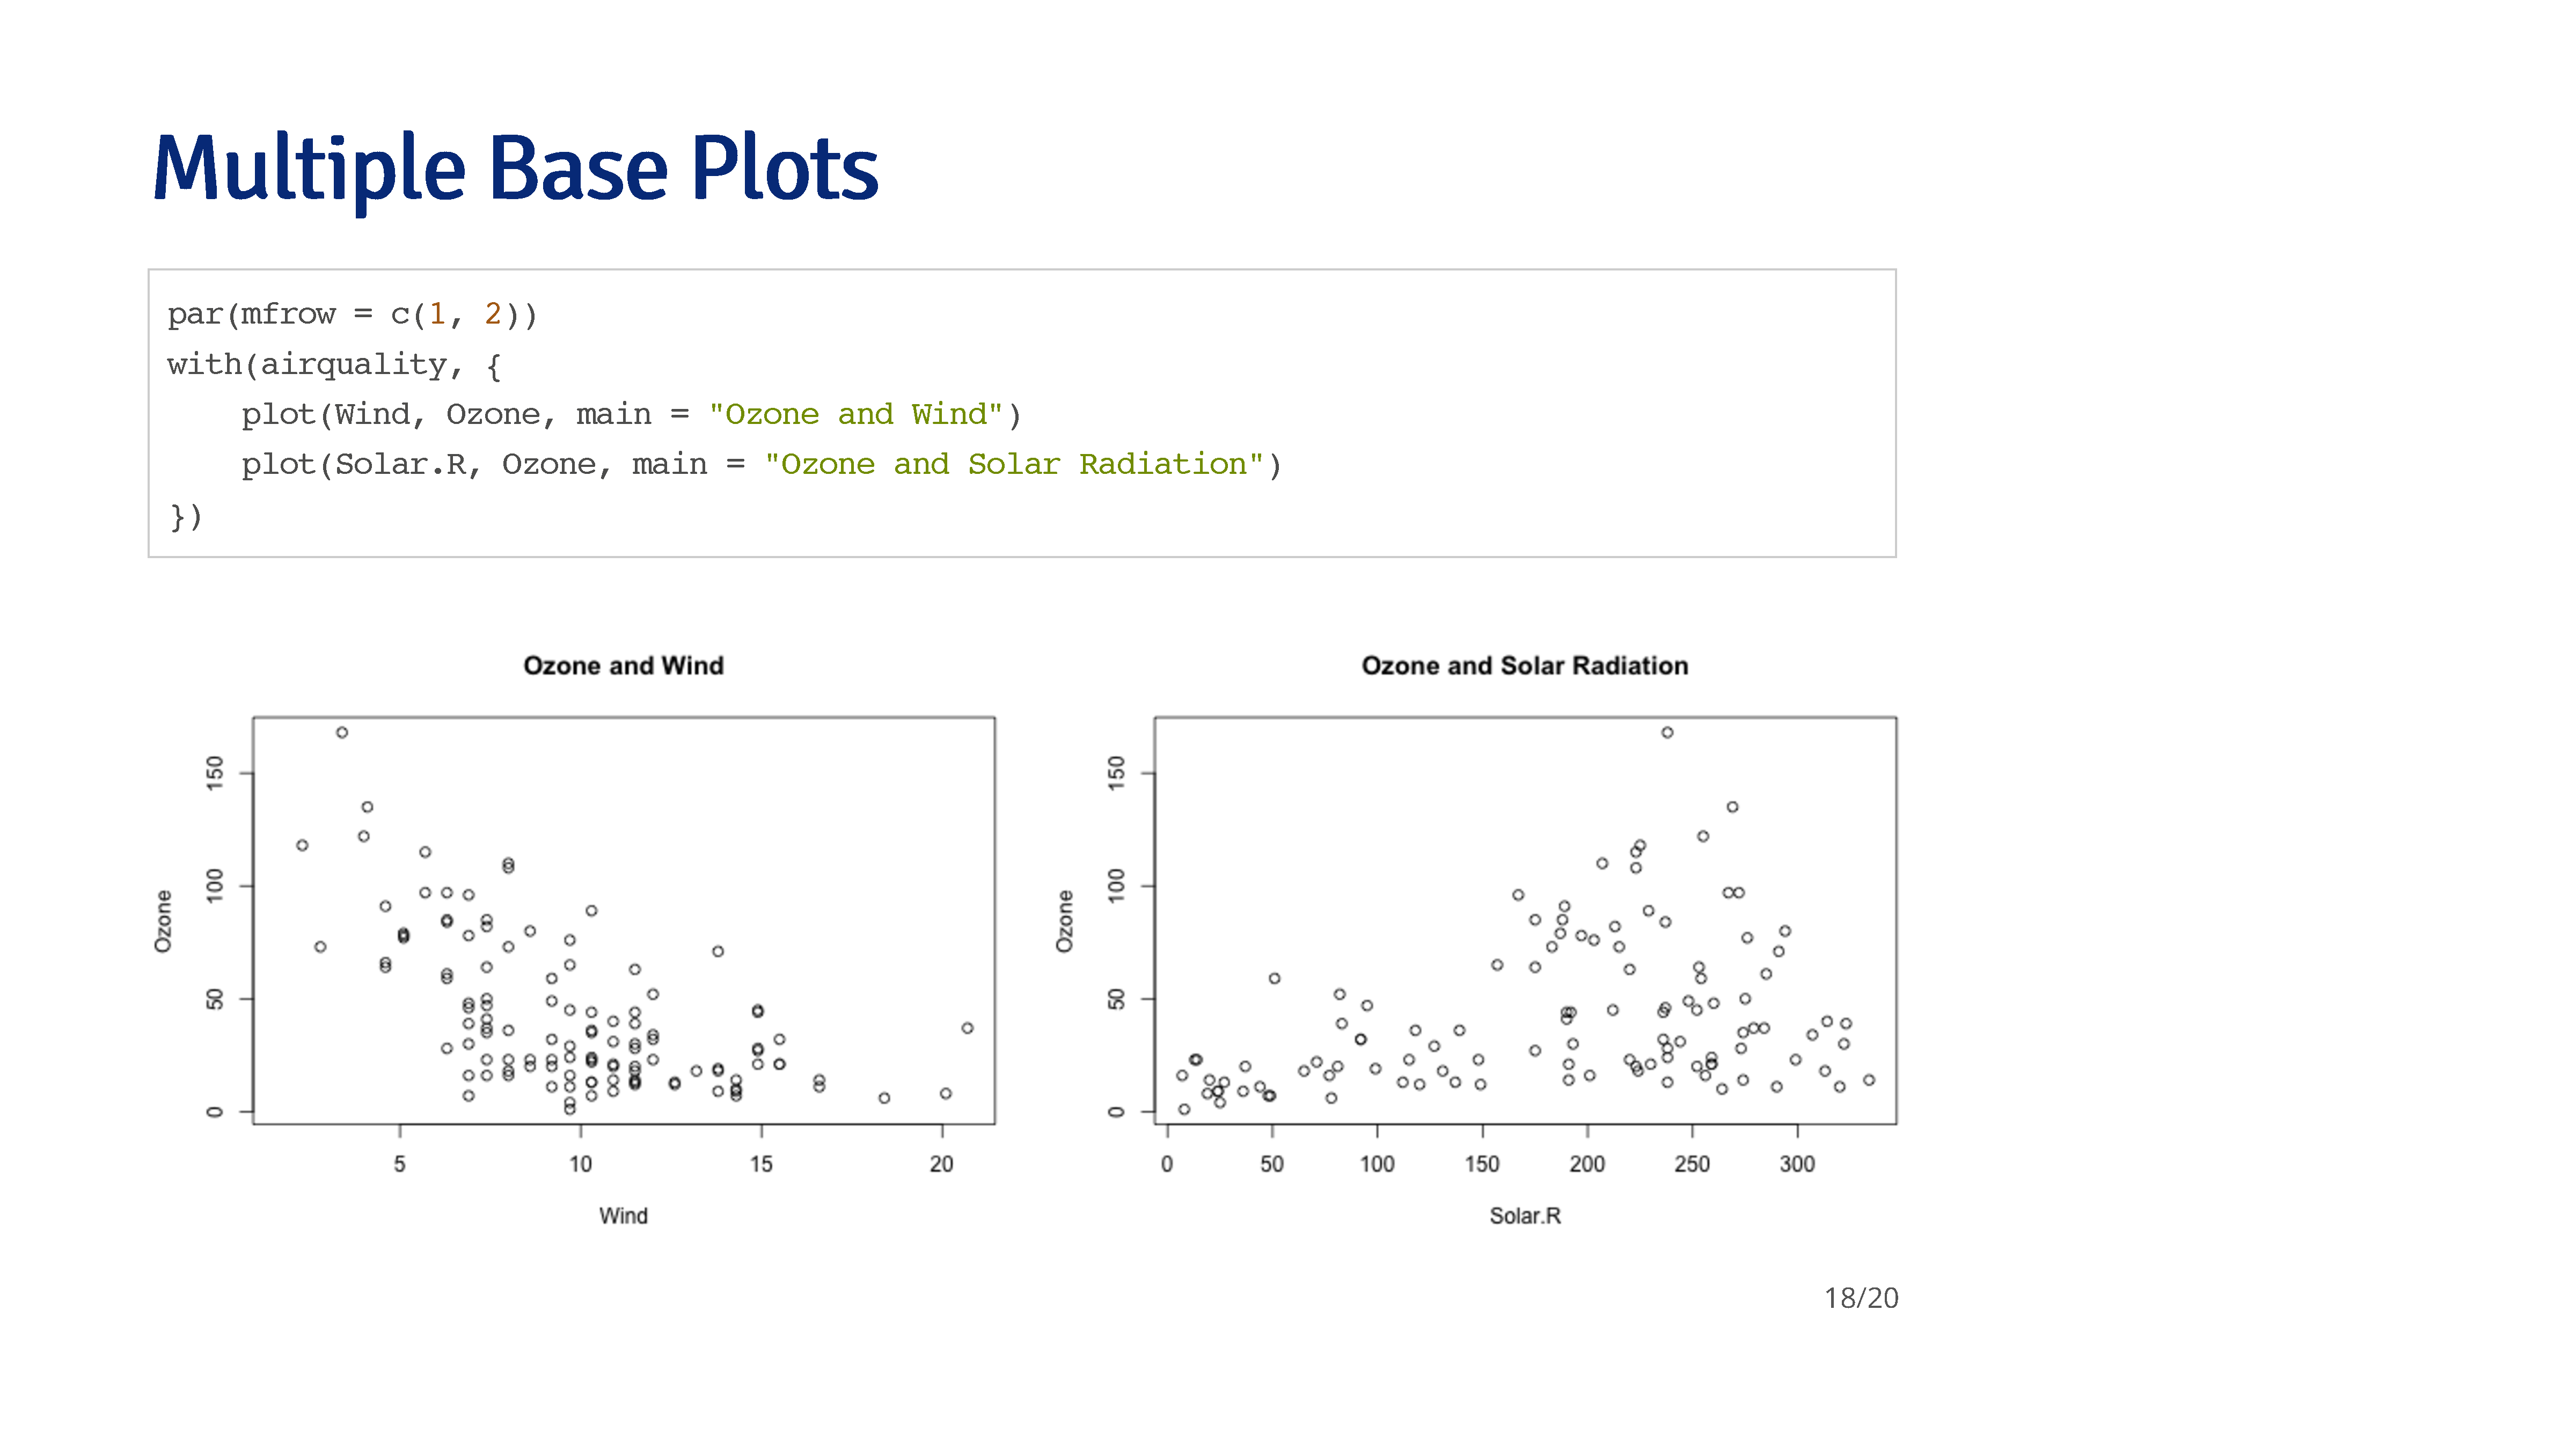 Multiple Base Plots
par(mfrow = c(1, 2))
with(airquality, {
    plot(Wind, Ozone, main = "Ozone and Wind")
    plot(Solar.R, Ozone, main = "Ozone and Solar Radiation")
})
Ozone and Wind
Ozone
0 50 100 150
5 10 15 20
Wind
Ozone and Solar Radiation
Ozone
0 50 100 150
0 50 100 150 200 250 300
Solar.R
18/20